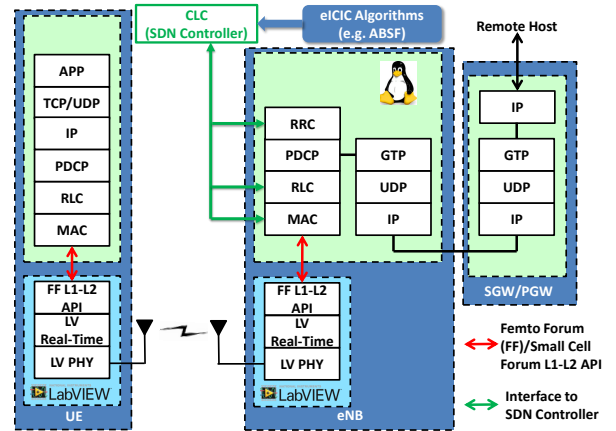 CLC
(SDN Controller)
eICIC Algorithms
(e.g. ABSF)
Remote Host
APP
TCP/UDP
IP
PDCP
RLC
MAC
FF L1-L2
API
LV
Real-Time
LV PHY
LabVIEW
UE
RRC
PDCP
RLC
MAC
GTP
UDP
IP
FF L1-L2
API
LV
Real-Time
LV PHY
LabVIEW
eNB
IP
GTP
UDP
IP
SGW/PGW
Femto Forum
(FF)/Small Cell
Forum L1-L2 API
Interface to
SDN Controller